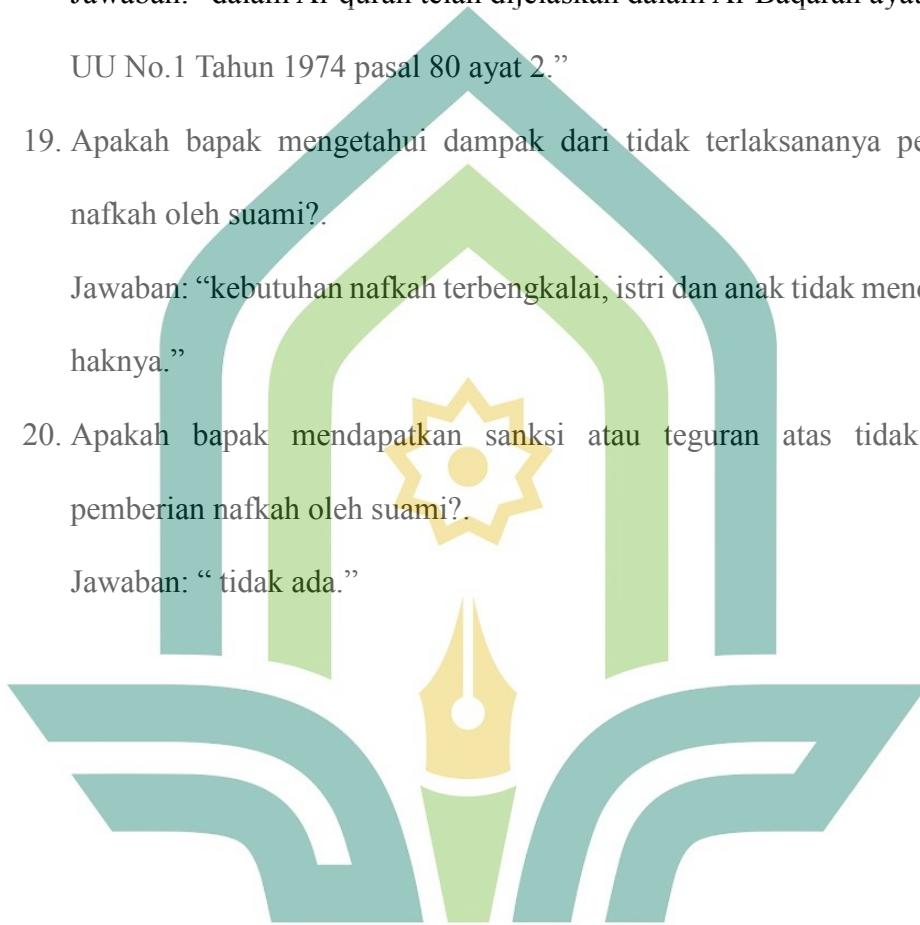 UU No.1 Tahun 1974 pasal 80 ayat 2.”
19. Apakah bapak mengetahui dampak dari tidak terlaksananya
nafkah oleh suami?.
Jawaban: “kebutuhan nafkah terbengkalai, istri dan anak tidak
haknya.”
20. Apakah bapak mendapatkan sanksi atau teguran atas tidak
pemberian nafkah oleh suami?.
Jawaban: “ tidak ada.”